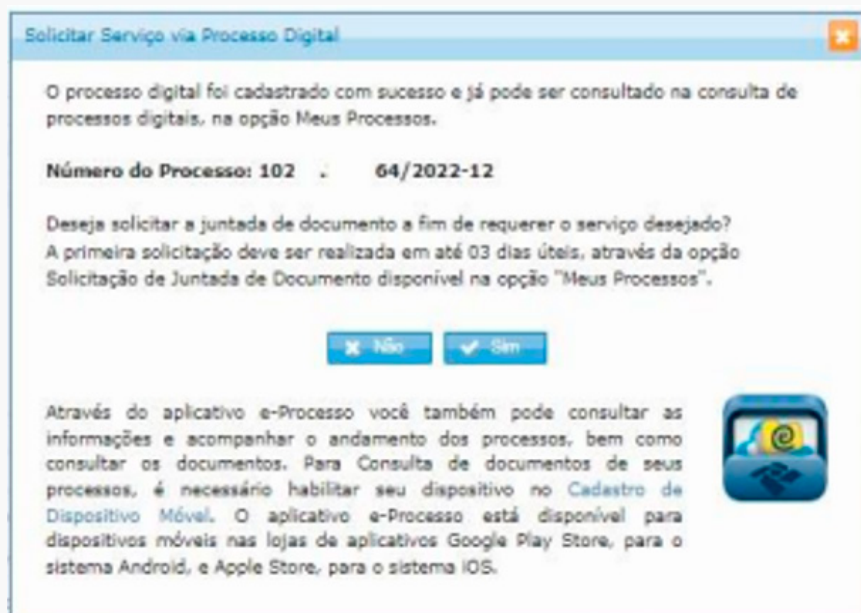 Solicitar Serviço via Processo Digital
O processo digital foi cadastrado com sucesso e já pode ser consultado na consulta de
processos digitais, na opção Meus Processos.
Número do Processo: 102 . 64/2022-12
Deseja solicitar a juntada de documento a fim de requerer o serviço desejado?
A primeira solicitação deve ser realizada em até 03 dias úteis, através da opção
Solicitação de Juntada de Documento disponível na opção "Meus Processos".
Não Sim
Através do aplicativo e-Processo você também pode consultar as
informações e acompanhar o andamento dos processos, bem como
consultar os documentos. Para Consulta de documentos de seus
processos, é necessário habilitar seu dispositivo no Cadastro de
Dispositivo Móvel. O aplicativo e-Processo está disponível para
dispositivos móveis nas lojas de aplicativos Google Play Store, para o
sistema Android, e Apple Store, para o sistema iOS.